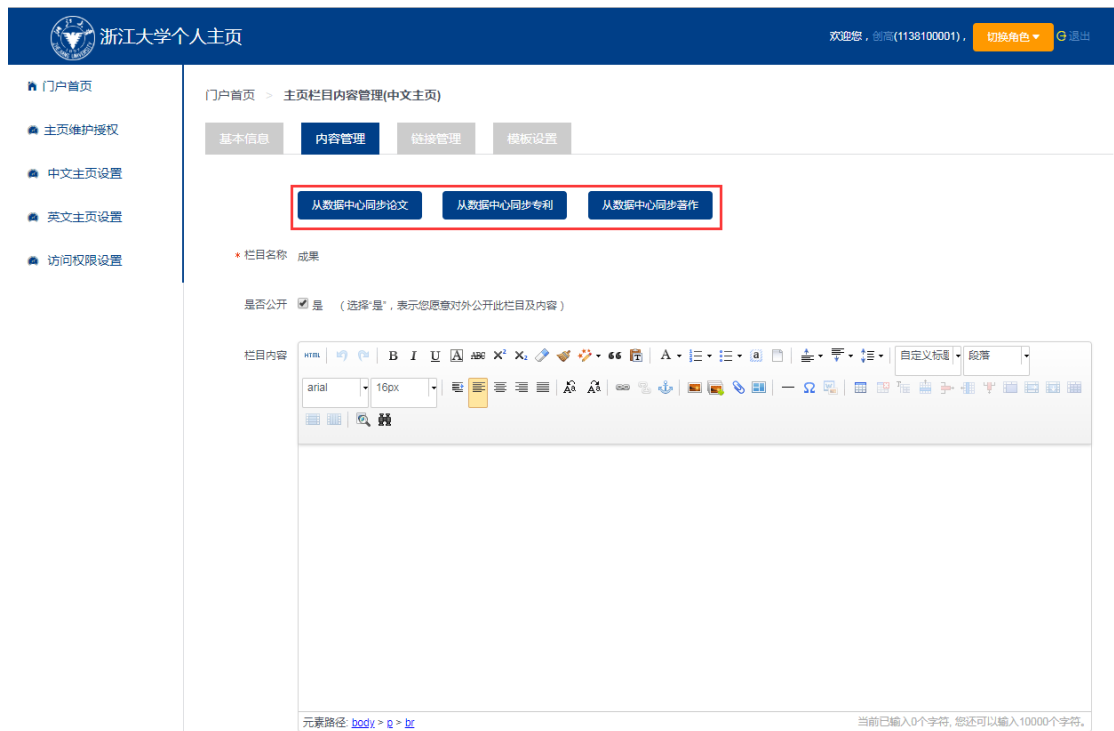 浙江大学个人主页
欢迎您，创高(1138100001)， 切换角色 退出
门户首页
主页维护授权
中文主页设置
英文主页设置
访问权限设置
门户首页 > 主页栏目内容管理(中文主页)
基本信息 内容管理 链接管理 模板设置
从数据中心同步论文 从数据中心同步专利 从数据中心同步著作
* 栏目名称 成果
是否公开 是 （选择“是”，表示您愿意对外公开此栏目及内容）
栏目内容
HTML B I U A ABC X² X₂ A a 自定义标题 段落
arial 16px Ω
元素路径: body > p > br
当前已输入0个字符, 您还可以输入10000个字符。